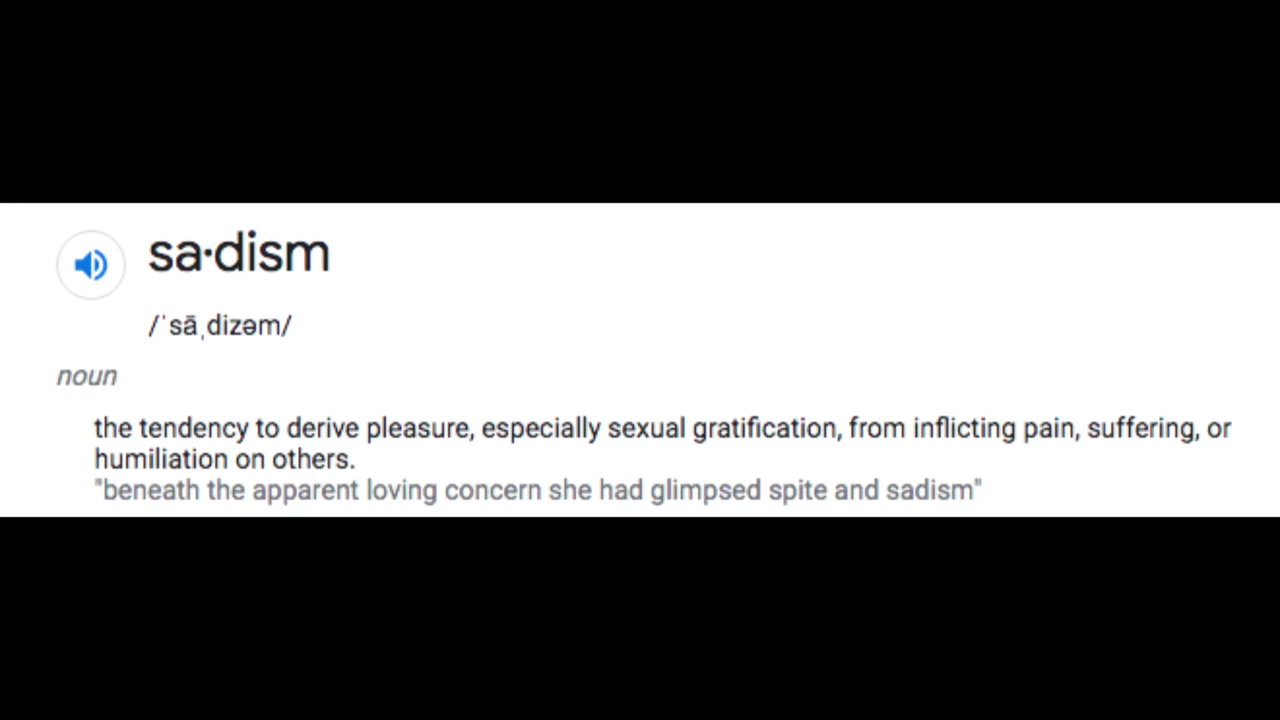 sa·dism
/ˈsāˌdizəm/
noun
the tendency to derive pleasure, especially sexual gratification, from inflicting pain, suffering, or
humiliation on others.
"beneath the apparent loving concern she had glimpsed spite and sadism"